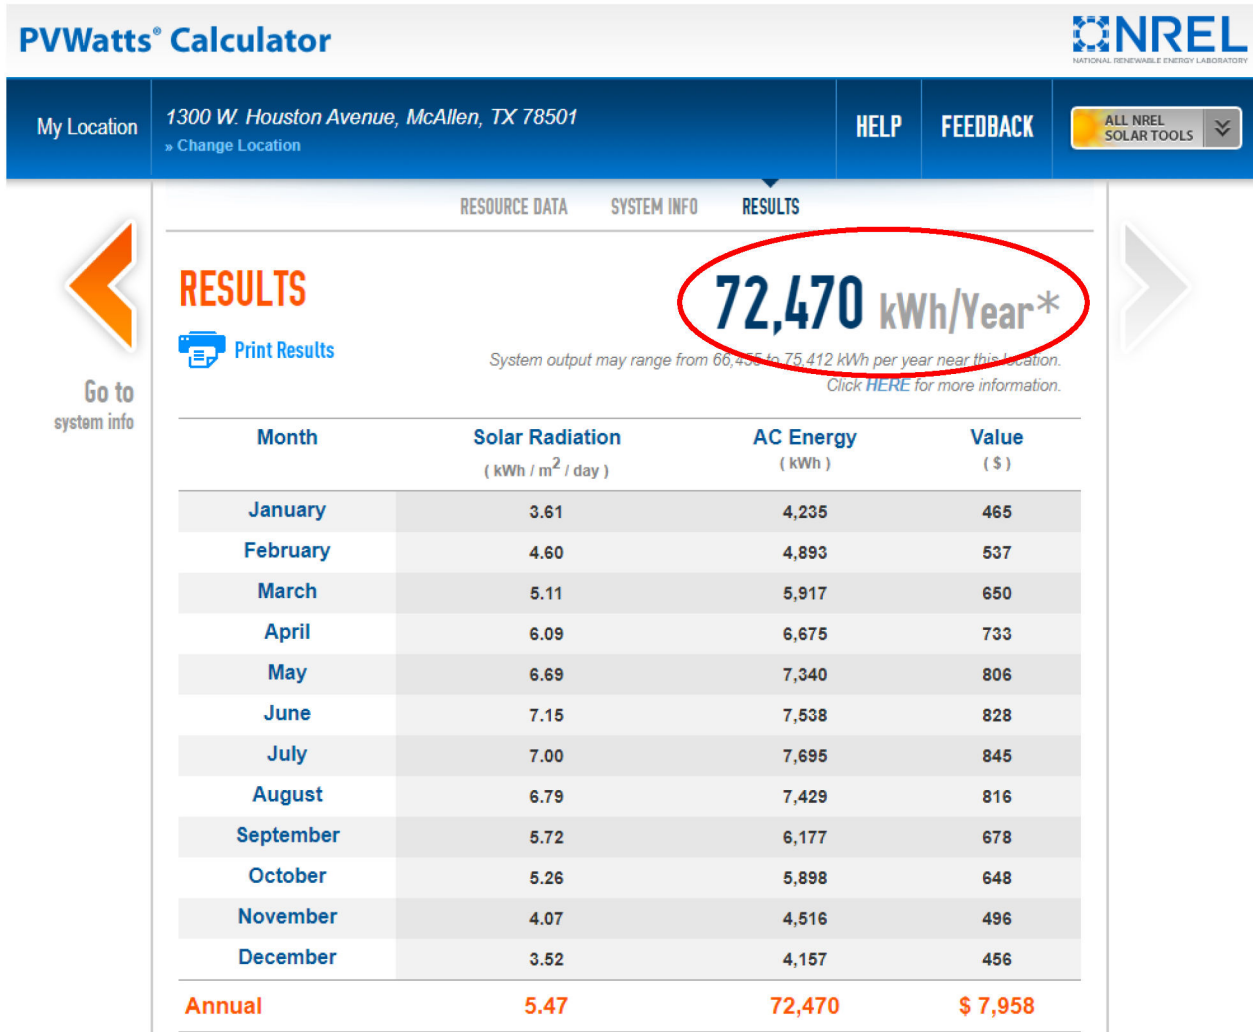 PVWatts® Calculator
NREL
NATIONAL RENEWABLE ENERGY LABORATORY
My Location
1300 W. Houston Avenue, McAllen, TX 78501
» Change Location
HELP
FEEDBACK
ALL NREL
SOLAR TOOLS
RESOURCE DATA SYSTEM INFO RESULTS
RESULTS
72,470 kWh/Year*
Print Results
System output may range from 66,455 to 75,412 kWh per year near this location.
Click HERE for more information.
Go to
system info
Month Solar Radiation AC Energy Value
( kWh / m2 / day ) ( kWh ) ( $ )
January 3.61 4,235 465
February 4.60 4,893 537
March 5.11 5,917 650
April 6.09 6,675 733
May 6.69 7,340 806
June 7.15 7,538 828
July 7.00 7,695 845
August 6.79 7,429 816
September 5.72 6,177 678
October 5.26 5,898 648
November 4.07 4,516 496
December 3.52 4,157 456
Annual 5.47 72,470 $ 7,958